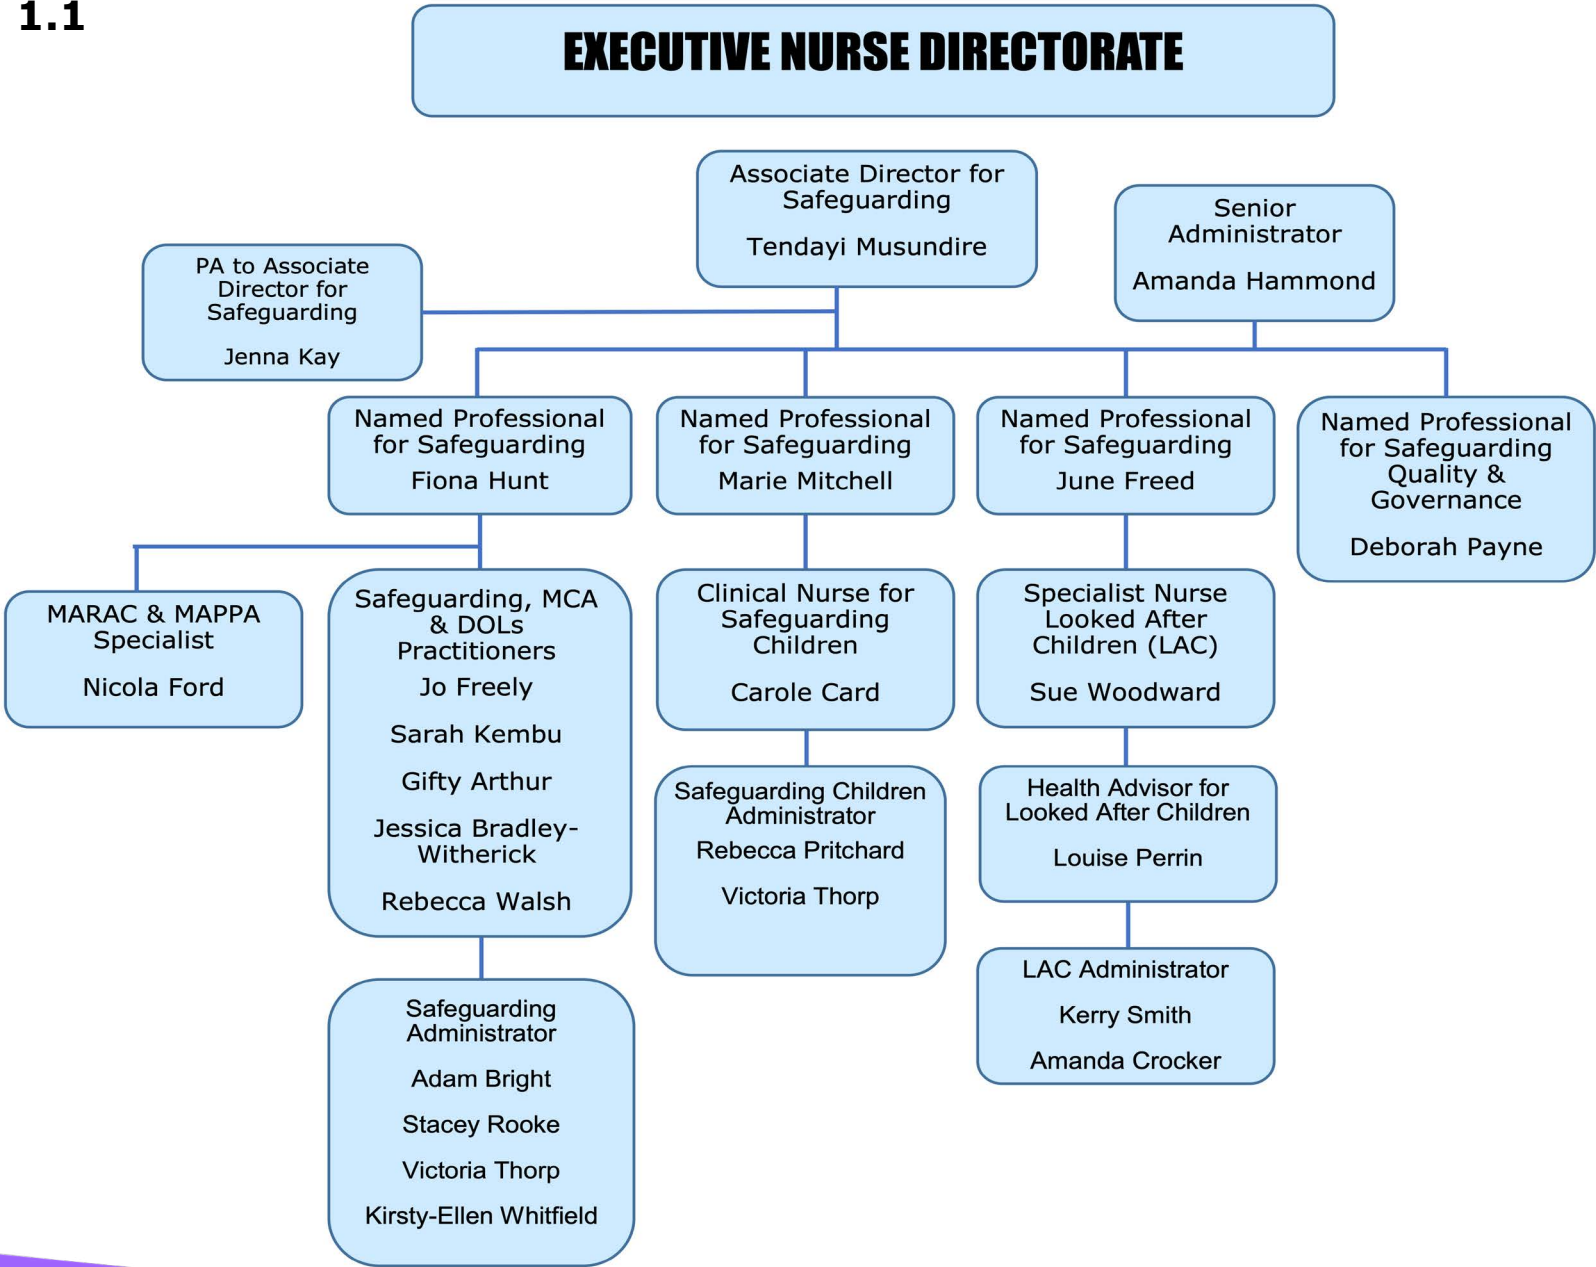 1.1
EXECUTIVE NURSE DIRECTORATE
Associate Director for
Safeguarding
Tendayi Musundire
Senior
Administrator
Amanda Hammond
PA to Associate
Director for
Safeguarding
Jenna Kay
Named Professional
for Safeguarding
Fiona Hunt
Named Professional
for Safeguarding
Marie Mitchell
Named Professional
for Safeguarding
June Freed
Named Professional
for Safeguarding
Quality &
Governance
Deborah Payne
MARAC & MAPPA
Specialist
Nicola Ford
Safeguarding, MCA
& DOLs
Practitioners
Jo Freely
Sarah Kembu
Gifty Arthur
Jessica Bradley-
Witherick
Rebecca Walsh
Clinical Nurse for
Safeguarding
Children
Carole Card
Specialist Nurse
Looked After
Children (LAC)
Sue Woodward
Safeguarding Children
Administrator
Rebecca Pritchard
Victoria Thorp
Health Advisor for
Looked After Children
Louise Perrin
LAC Administrator
Kerry Smith
Amanda Crocker
Safeguarding
Administrator
Adam Bright
Stacey Rooke
Victoria Thorp
Kirsty-Ellen Whitfield